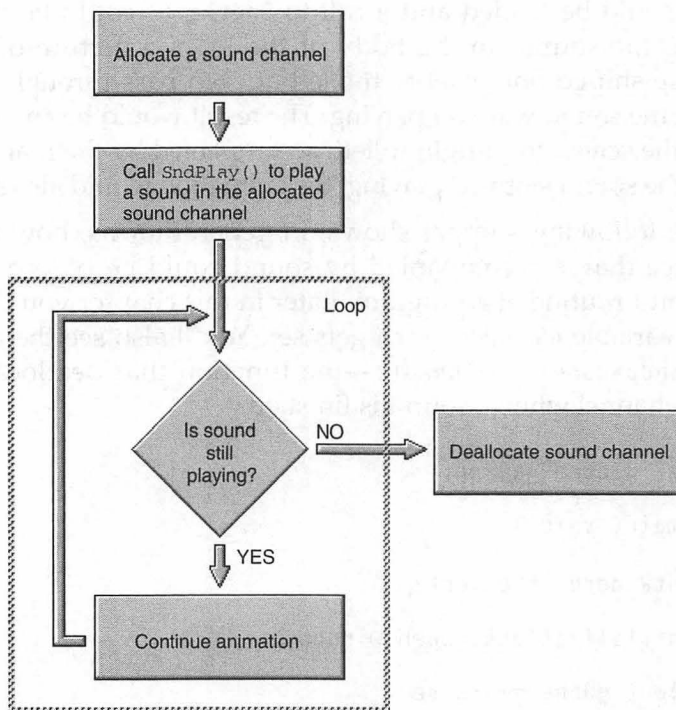 Allocate a sound channel
Call SndPlay() to play
a sound in the allocated
sound channel
Loop
Is sound
still
playing?
NO
Deallocate sound channel
YES
Continue animation